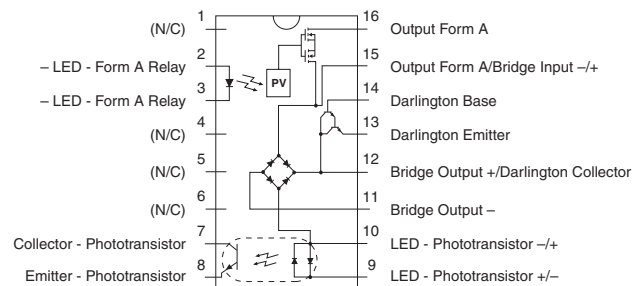 1
(N/C)
2
– LED - Form A Relay
3
– LED - Form A Relay
4
(N/C)
5
(N/C)
6
(N/C)
7
Collector - Phototransistor
8
Emitter - Phototransistor
PV
16
Output Form A
15
Output Form A/Bridge Input –/+
14
Darlington Base
13
Darlington Emitter
12
Bridge Output +/Darlington Collector
11
Bridge Output –
10
LED - Phototransistor –/+
9
LED - Phototransistor +/–